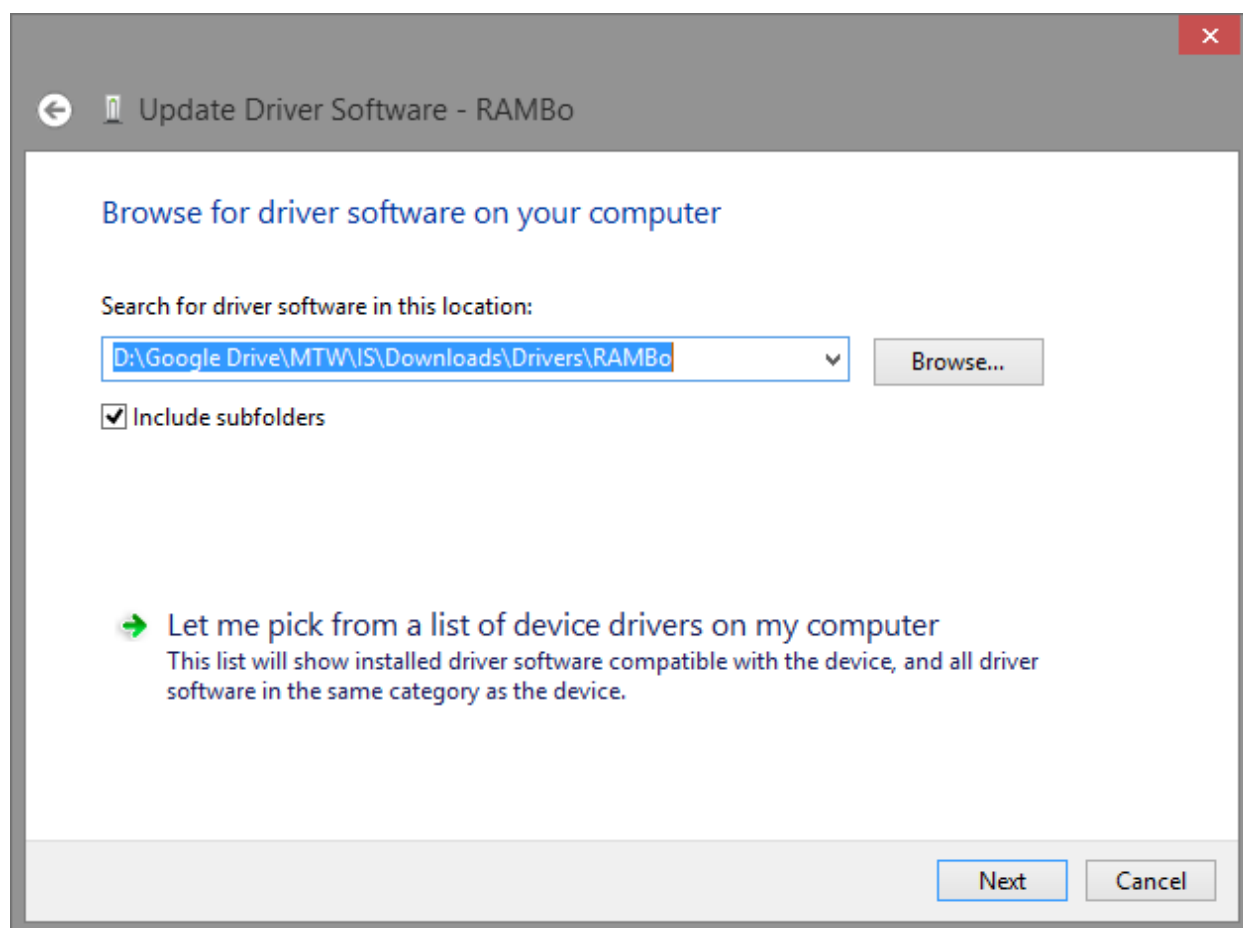 Update Driver Software - RAMBo
Browse for driver software on your computer
Search for driver software in this location:
D:\Google Drive\MTW\IS\Downloads\Drivers\RAMBo
Browse...
Include subfolders
Let me pick from a list of device drivers on my computer
This list will show installed driver software compatible with the device, and all driver
software in the same category as the device.
Next
Cancel